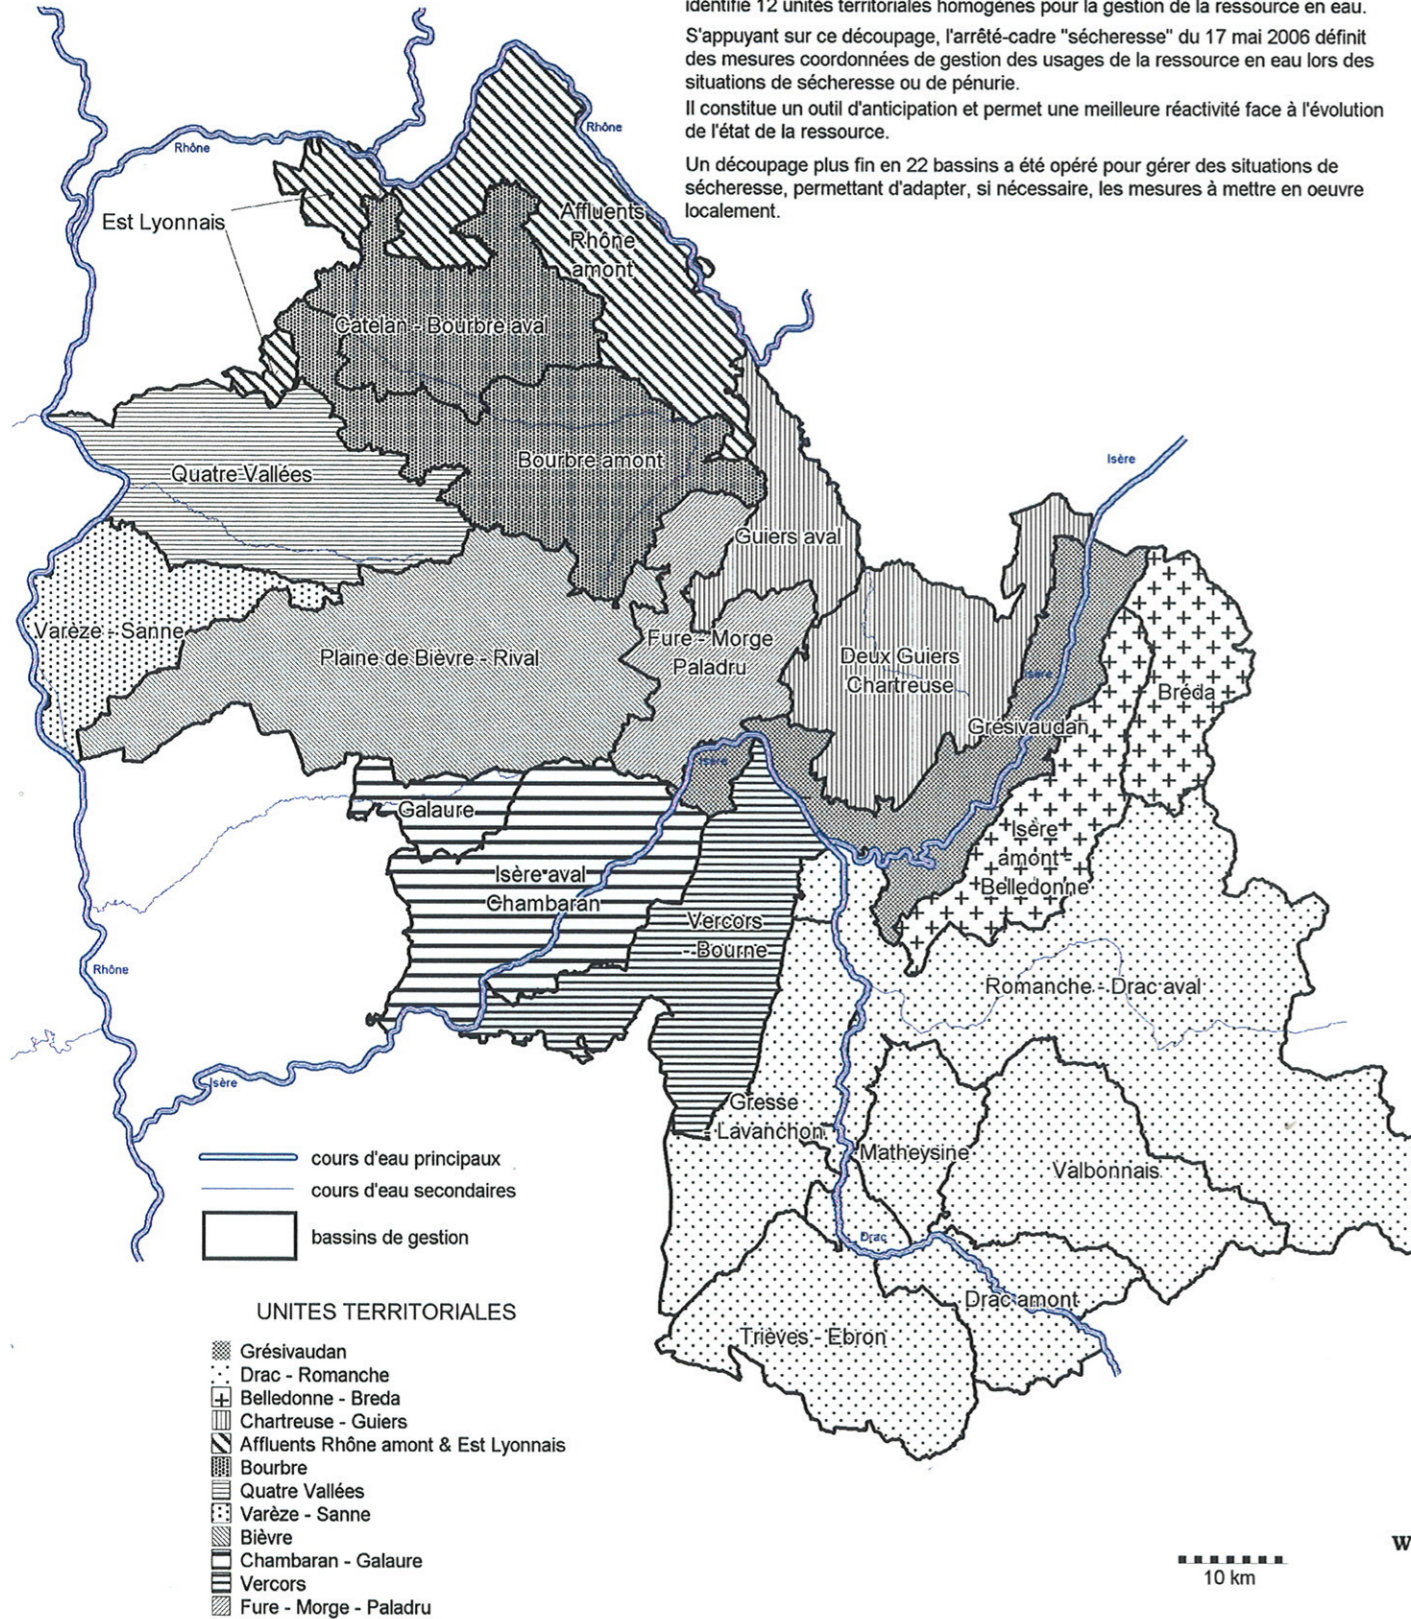 identifié 12 unités territoriales homogènes pour la gestion de la ressource en eau.
S'appuyant sur ce découpage, l'arrêté-cadre "sécheresse" du 17 mai 2006 définit
des mesures coordonnées de gestion des usages de la ressource en eau lors des
situations de sécheresse ou de pénurie.
Il constitue un outil d'anticipation et permet une meilleure réactivité face à l'évolution
de l'état de la ressource.
Un découpage plus fin en 22 bassins a été opéré pour gérer des situations de
sécheresse, permettant d'adapter, si nécessaire, les mesures à mettre en oeuvre
localement.
Rhône
Rhône
Est Lyonnais
Affluents
Rhône
amont
Catelan - Bourbre aval
Quatre Vallées
Bourbre amont
Isère
Guiers aval
Varèze - Sanne
Plaine de Bièvre - Rival
Fure - Morge
Paladru
Deux Guiers
Chartreuse
Isère
Bréda
Grésivaudan
Isère
Galaure
Isère
amont -
Belledonne
Isère aval
Chambaran
Vercors
- Bourne
Rhône
Romanche - Drac aval
Isère
Gresse
- Lavanchon
Matheysine
Valbonnais
Drac
Drac amont
Trièves - Ebron
cours d'eau principaux
cours d'eau secondaires
bassins de gestion
UNITES TERRITORIALES
Grésivaudan
Drac - Romanche
Belledonne - Breda
Chartreuse - Guiers
Affluents Rhône amont & Est Lyonnais
Bourbre
Quatre Vallées
Varèze - Sanne
Bièvre
Chambaran - Galaure
Vercors
Fure - Morge - Paladru
W
10 km